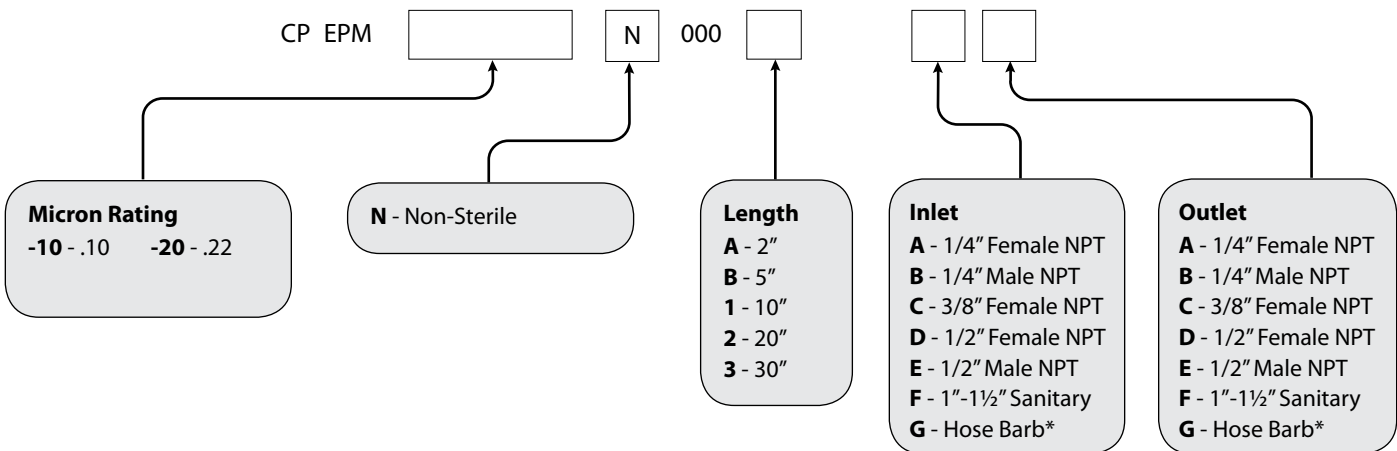 CP EPM N 000
Micron Rating
-10 - .10 -20 - .22
N - Non-Sterile
Length
A - 2”
B - 5”
1 - 10”
2 - 20”
3 - 30”
Inlet
A - 1/4” Female NPT
B - 1/4” Male NPT
C - 3/8” Female NPT
D - 1/2” Female NPT
E - 1/2” Male NPT
F - 1”-1½” Sanitary
G - Hose Barb*
Outlet
A - 1/4” Female NPT
B - 1/4” Male NPT
C - 3/8” Female NPT
D - 1/2” Female NPT
E - 1/2” Male NPT
F - 1”-1½” Sanitary
G - Hose Barb*